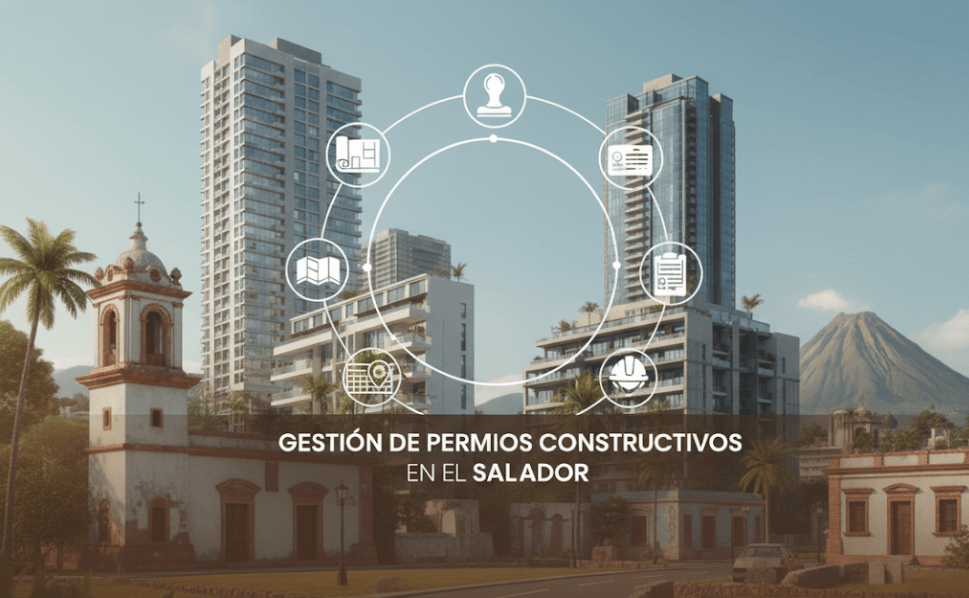 GESTIÓN DE PERMIOS CONSTRUCTIVOS
EN EL SALADOR